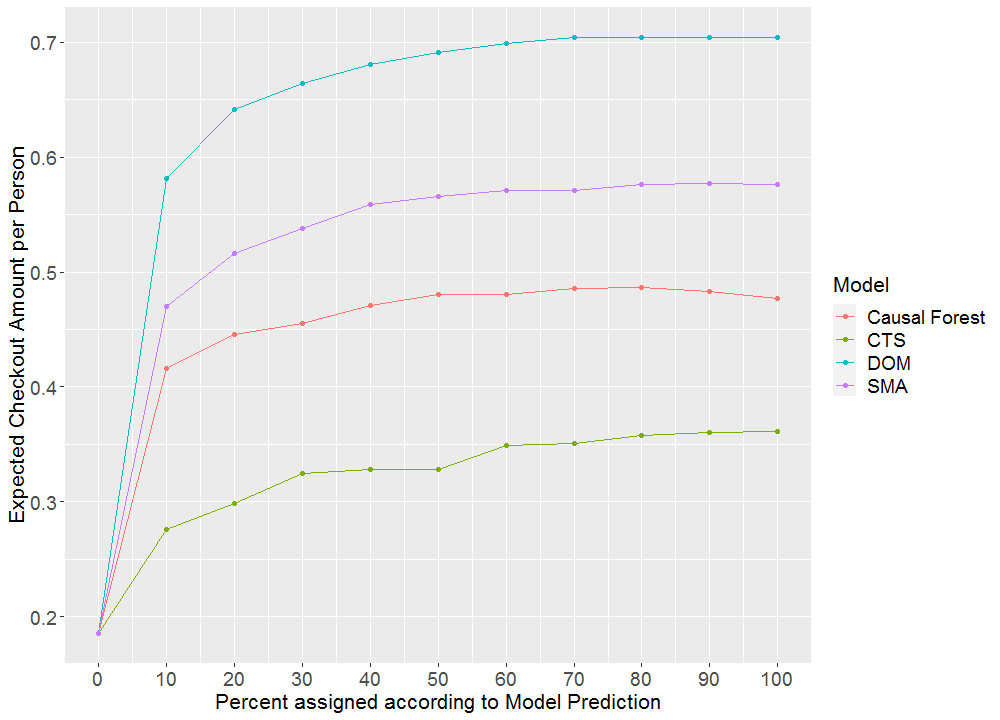 Expected Checkout Amount per Person
0.7
0.6
0.5
0.4
0.3
0.2
0 10 20 30 40 50 60 70 80 90 100
Percent assigned according to Model Prediction
Model
Causal Forest
CTS
DOM
SMA